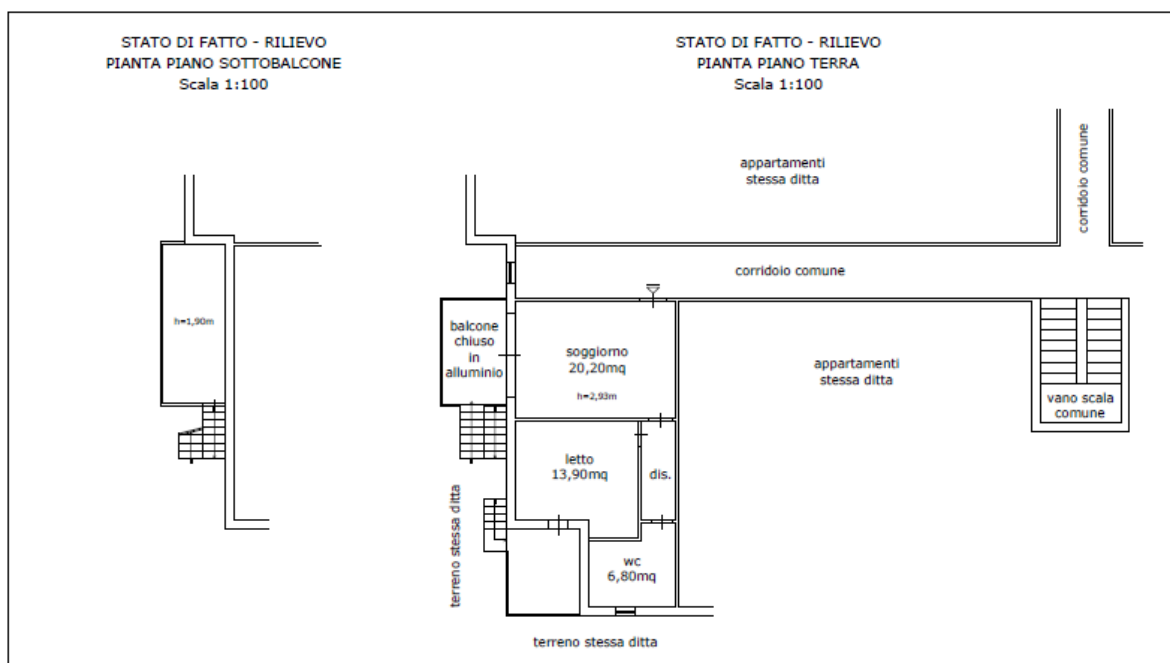 STATO DI FATTO - RILIEVO
PIANTA PIANO SOTTOBALCONE
Scala 1:100
STATO DI FATTO - RILIEVO
PIANTA PIANO TERRA
Scala 1:100
appartamenti
stessa ditta
corridoio comune
corridoio comune
h=1,90m
balcone
chiuso
in
alluminio
soggiorno
20,20mq
h=2,93m
appartamenti
stessa ditta
vano scala
comune
letto
13,90mq
dis.
terreno stessa ditta
wc
6,80mq
terreno stessa ditta